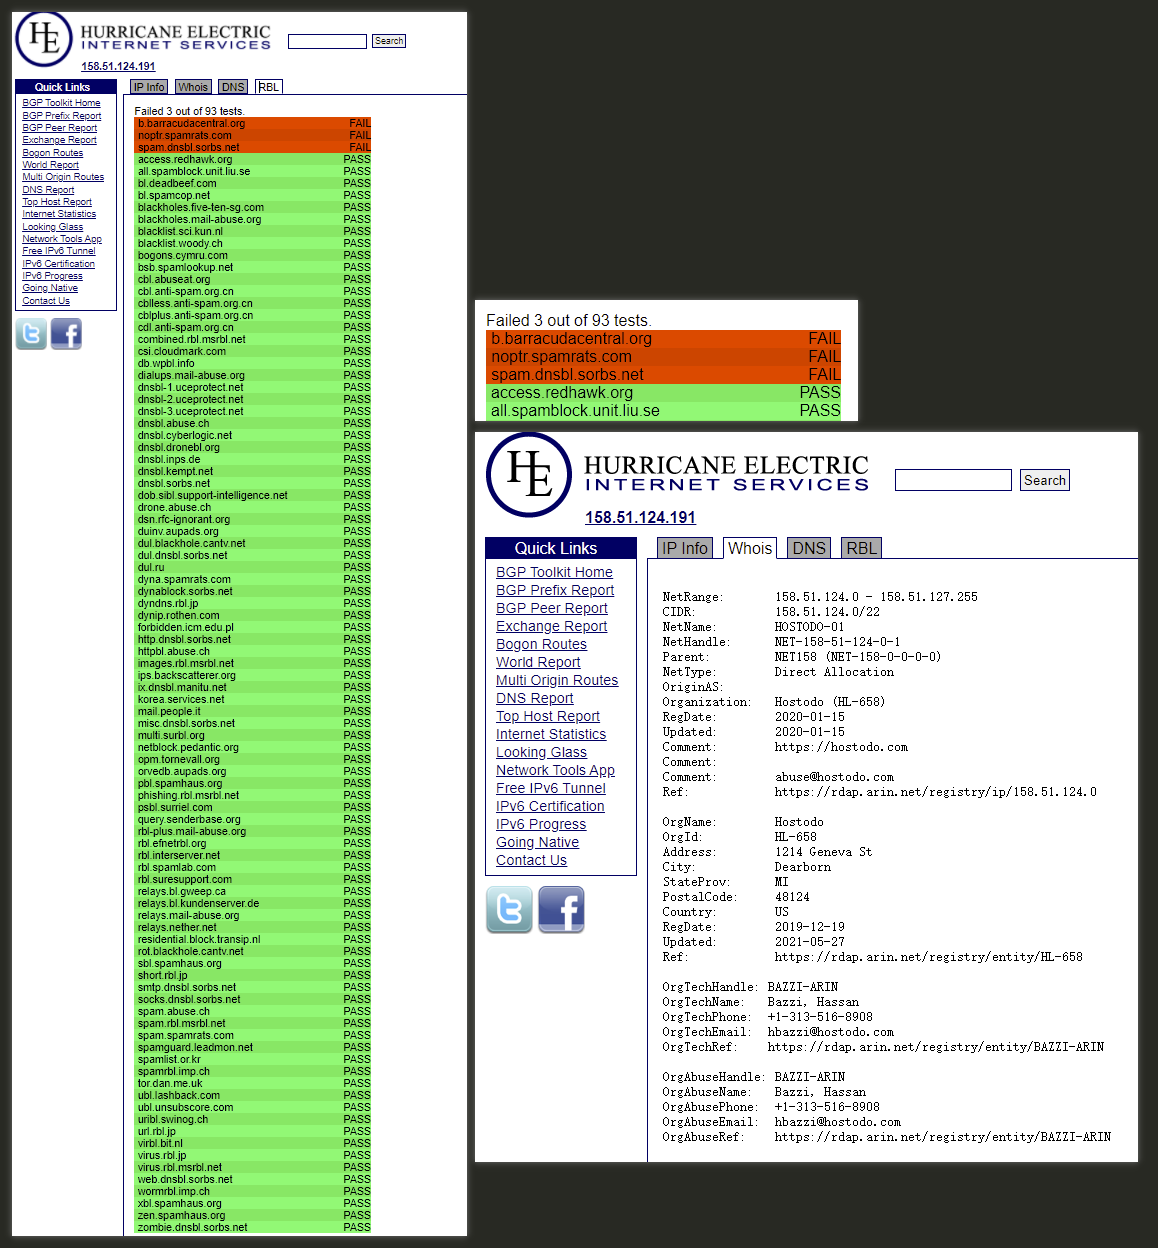 HE HURRICANE ELECTRIC
INTERNET SERVICES
Search
158.51.124.191
Quick Links
BGP Toolkit Home
BGP Prefix Report
BGP Peer Report
Exchange Report
Bogon Routes
World Report
Multi Origin Routes
DNS Report
Top Host Report
Internet Statistics
Looking Glass
Network Tools App
Free IPv6 Tunnel
IPv6 Certification
IPv6 Progress
Going Native
Contact Us
IP Info Whois DNS RBL
Failed 3 out of 93 tests.
b.barracudacentral.org FAIL
noptr.spamrats.com FAIL
spam.dnsbl.sorbs.net FAIL
access.redhawk.org PASS
all.spamblock.unit.liu.se PASS
bl.deadbeef.com PASS
bl.spamcop.net PASS
blackholes.five-ten-sg.com PASS
blackholes.mail-abuse.org PASS
blacklist.sci.kun.nl PASS
blacklist.woody.ch PASS
bogons.cymru.com PASS
bsb.spamlookup.net PASS
cbl.abuseat.org PASS
cbl.anti-spam.org.cn PASS
cblless.anti-spam.org.cn PASS
cblplus.anti-spam.org.cn PASS
cdl.anti-spam.org.cn PASS
combined.rbl.msrbl.net PASS
csi.cloudmark.com PASS
db.wpbl.info PASS
dialups.mail-abuse.org PASS
dnsbl-1.uceprotect.net PASS
dnsbl-2.uceprotect.net PASS
dnsbl-3.uceprotect.net PASS
dnsbl.abuse.ch PASS
dnsbl.cyberlogic.net PASS
dnsbl.dronebl.org PASS
dnsbl.inps.de PASS
dnsbl.kempt.net PASS
dnsbl.sorbs.net PASS
dob.sibl.support-intelligence.net PASS
drone.abuse.ch PASS
dsn.rfc-ignorant.org PASS
duinv.aupads.org PASS
dul.blackhole.cantv.net PASS
dul.dnsbl.sorbs.net PASS
dul.ru PASS
dyna.spamrats.com PASS
dynablock.sorbs.net PASS
dyndns.rbl.jp PASS
dynip.rothen.com PASS
forbidden.icm.edu.pl PASS
http.dnsbl.sorbs.net PASS
httpbl.abuse.ch PASS
images.rbl.msrbl.net PASS
ips.backscatterer.org PASS
ix.dnsbl.manitu.net PASS
korea.services.net PASS
mail.people.it PASS
misc.dnsbl.sorbs.net PASS
multi.surbl.org PASS
netblock.pedantic.org PASS
opm.tornevall.org PASS
orvedb.aupads.org PASS
pbl.spamhaus.org PASS
phishing.rbl.msrbl.net PASS
psbl.surriel.com PASS
query.senderbase.org PASS
rbl-plus.mail-abuse.org PASS
rbl.efnetrbl.org PASS
rbl.interserver.net PASS
rbl.spamlab.com PASS
rbl.suresupport.com PASS
relays.bl.gweep.ca PASS
relays.bl.kundenserver.de PASS
relays.mail-abuse.org PASS
relays.nether.net PASS
residential.block.transip.nl PASS
rot.blackhole.cantv.net PASS
sbl.spamhaus.org PASS
short.rbl.jp PASS
smtp.dnsbl.sorbs.net PASS
socks.dnsbl.sorbs.net PASS
spam.abuse.ch PASS
spam.rbl.msrbl.net PASS
spam.spamrats.com PASS
spamguard.leadmon.net PASS
spamlist.or.kr PASS
spamrbl.imp.ch PASS
tor.dan.me.uk PASS
ubl.lashback.com PASS
ubl.unsubscore.com PASS
uribl.swinog.ch PASS
url.rbl.jp PASS
virbl.bit.nl PASS
virus.rbl.jp PASS
virus.rbl.msrbl.net PASS
web.dnsbl.sorbs.net PASS
wormrbl.imp.ch PASS
xbl.spamhaus.org PASS
zen.spamhaus.org PASS
zombie.dnsbl.sorbs.net PASS
Failed 3 out of 93 tests.
b.barracudacentral.org FAIL
noptr.spamrats.com FAIL
spam.dnsbl.sorbs.net FAIL
access.redhawk.org PASS
all.spamblock.unit.liu.se PASS
HE HURRICANE ELECTRIC
INTERNET SERVICES
Search
158.51.124.191
Quick Links
BGP Toolkit Home
BGP Prefix Report
BGP Peer Report
Exchange Report
Bogon Routes
World Report
Multi Origin Routes
DNS Report
Top Host Report
Internet Statistics
Looking Glass
Network Tools App
Free IPv6 Tunnel
IPv6 Certification
IPv6 Progress
Going Native
Contact Us
IP Info Whois DNS RBL
NetRange: 158.51.124.0 - 158.51.127.255
CIDR: 158.51.124.0/22
NetName: HOSTODO-01
NetHandle: NET-158-51-124-0-1
Parent: NET158 (NET-158-0-0-0-0)
NetType: Direct Allocation
OriginAS:
Organization: Hostodo (HL-658)
RegDate: 2020-01-15
Updated: 2020-01-15
Comment: https://hostodo.com
Comment:
Comment: abuse@hostodo.com
Ref: https://rdap.arin.net/registry/ip/158.51.124.0
OrgName: Hostodo
OrgId: HL-658
Address: 1214 Geneva St
City: Dearborn
StateProv: MI
PostalCode: 48124
Country: US
RegDate: 2019-12-19
Updated: 2021-05-27
Ref: https://rdap.arin.net/registry/entity/HL-658
OrgTechHandle: BAZZI-ARIN
OrgTechName: Bazzi, Hassan
OrgTechPhone: +1-313-516-8908
OrgTechEmail: hbazzi@hostodo.com
OrgTechRef: https://rdap.arin.net/registry/entity/BAZZI-ARIN
OrgAbuseHandle: BAZZI-ARIN
OrgAbuseName: Bazzi, Hassan
OrgAbusePhone: +1-313-516-8908
OrgAbuseEmail: hbazzi@hostodo.com
OrgAbuseRef: https://rdap.arin.net/registry/entity/BAZZI-ARIN